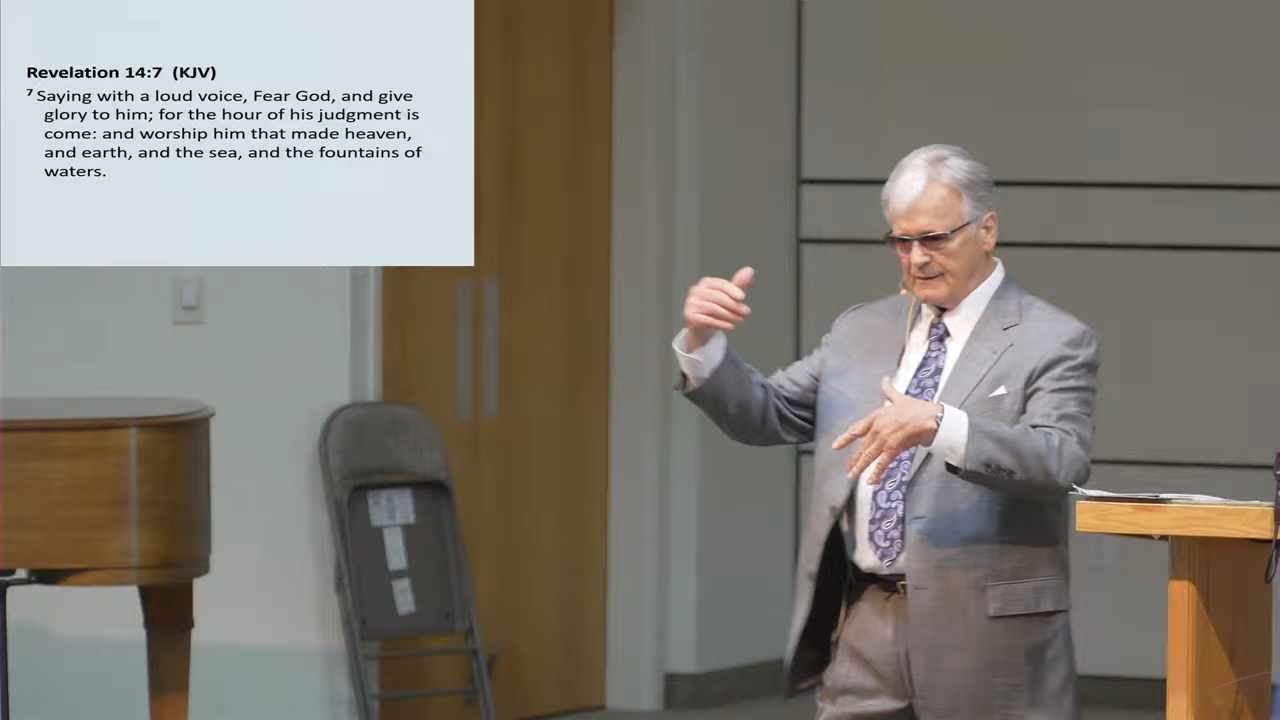 Revelation 14:7 (KJV)
7 Saying with a loud voice, Fear God, and give
glory to him; for the hour of his judgment is
come: and worship him that made heaven,
and earth, and the sea, and the fountains of
waters.